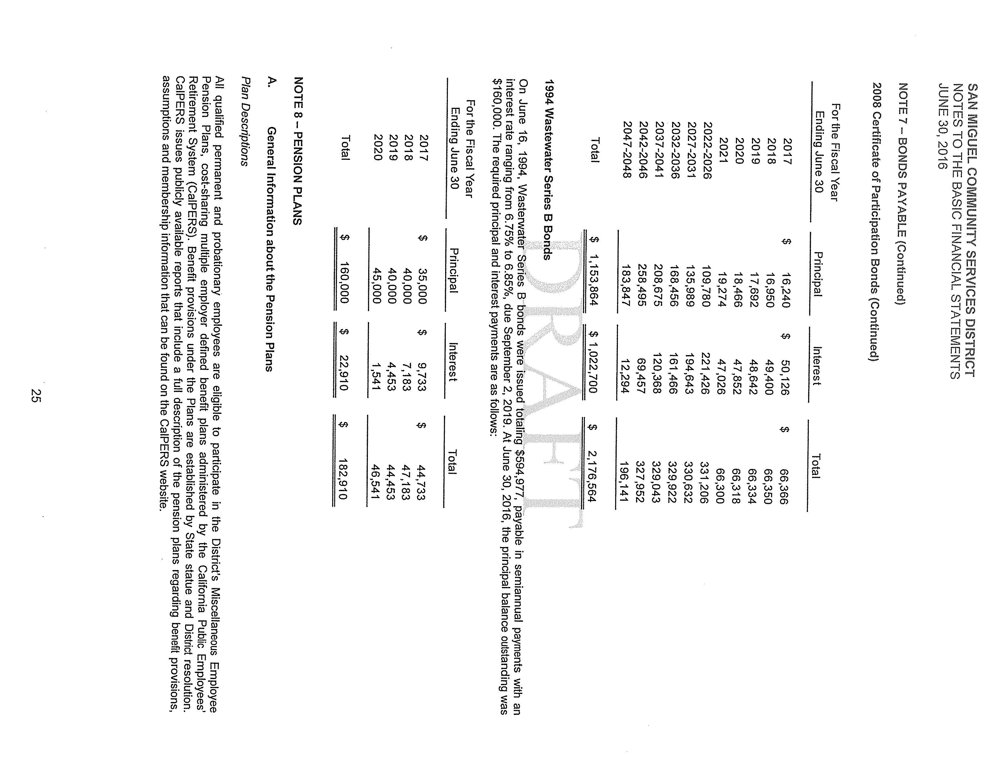 SAN MIGUEL COMMUNITY SERVICES DISTRICT
NOTES TO THE BASIC FINANCIAL STATEMENTS
JUNE 30, 2016
NOTE 7 – BONDS PAYABLE (Continued)
2008 Certificate of Participation Bonds (Continued)
For the Fiscal Year
Ending June 30 Principal Interest Total
2017 $ 16,240 $ 50,126 $ 66,366
2018 16,950 49,400 66,350
2019 17,692 48,642 66,334
2020 18,466 47,852 66,318
2021 19,274 47,026 66,300
2022-2026 109,780 221,426 331,206
2027-2031 135,989 194,643 330,632
2032-2036 168,456 161,466 329,922
2037-2041 208,675 120,368 329,043
2042-2046 258,495 69,457 327,952
2047-2048 183,847 12,294 196,141
Total $ 1,153,864 $ 1,022,700 $ 2,176,564
DRAFT
1994 Wastewater Series B Bonds
On June 16, 1994, Wasterwater Series B bonds were issued totaling $594,977, payable in semiannual payments with an
interest rate ranging from 6.75% to 6.85%, due September 2, 2019. At June 30, 2016, the principal balance outstanding was
$160,000. The required principal and interest payments are as follows:
For the Fiscal Year
Ending June 30 Principal Interest Total
2017 $ 35,000 $ 9,733 $ 44,733
2018 40,000 7,183 47,183
2019 40,000 4,453 44,453
2020 45,000 1,541 46,541
Total $ 160,000 $ 22,910 $ 182,910
NOTE 8 – PENSION PLANS
A. General Information about the Pension Plans
Plan Descriptions
All qualified permanent and probationary employees are eligible to participate in the District's Miscellaneous Employee
Pension Plans, cost-sharing multiple employer defined benefit plans administered by the California Public Employees'
Retirement System (CalPERS). Benefit provisions under the Plans are established by State statue and District resolution.
CalPERS issues publicly available reports that include a full description of the pension plans regarding benefit provisions,
assumptions and membership information that can be found on the CalPERS website.
25